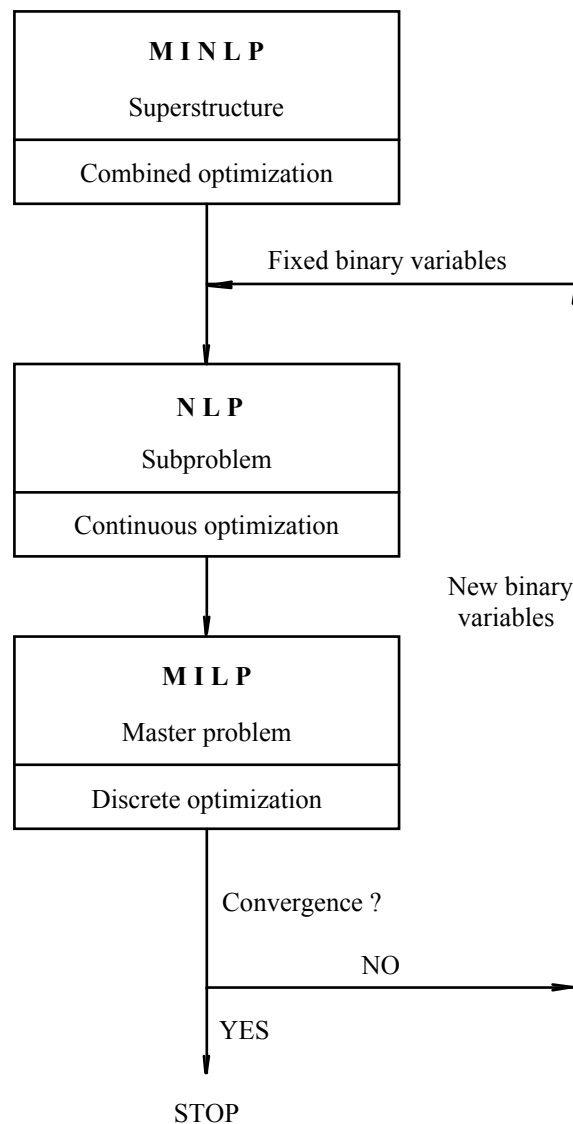 M I N L P
Superstructure
Combined optimization
Fixed binary variables
N L P
Subproblem
Continuous optimization
New binary
variables
M I L P
Master problem
Discrete optimization
Convergence ?
NO
YES
STOP